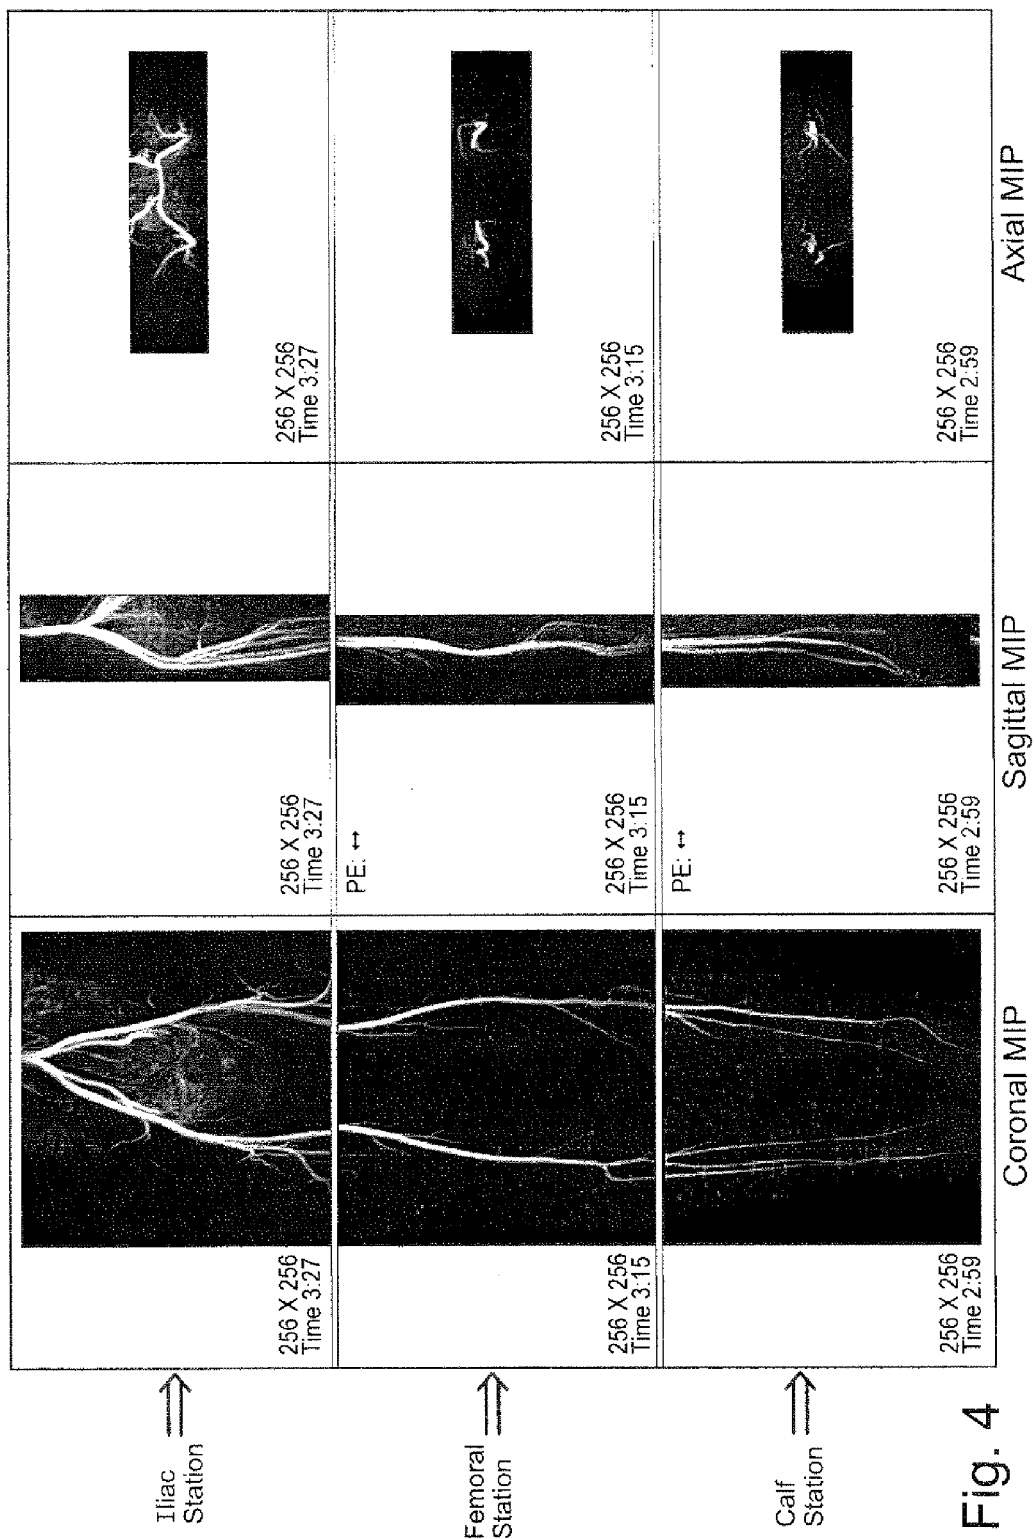 Iliac
Station
256 X 256
Time 3:27
256 X 256
Time 3:27
256 X 256
Time 3:27
Femoral
Station
256 X 256
Time 3:15
PE: ↔
256 X 256
Time 3:15
256 X 256
Time 3:15
Calf
Station
256 X 256
Time 2:59
PE: ↔
256 X 256
Time 2:59
256 X 256
Time 2:59
Coronal MIP
Sagittal MIP
Axial MIP
Fig. 4